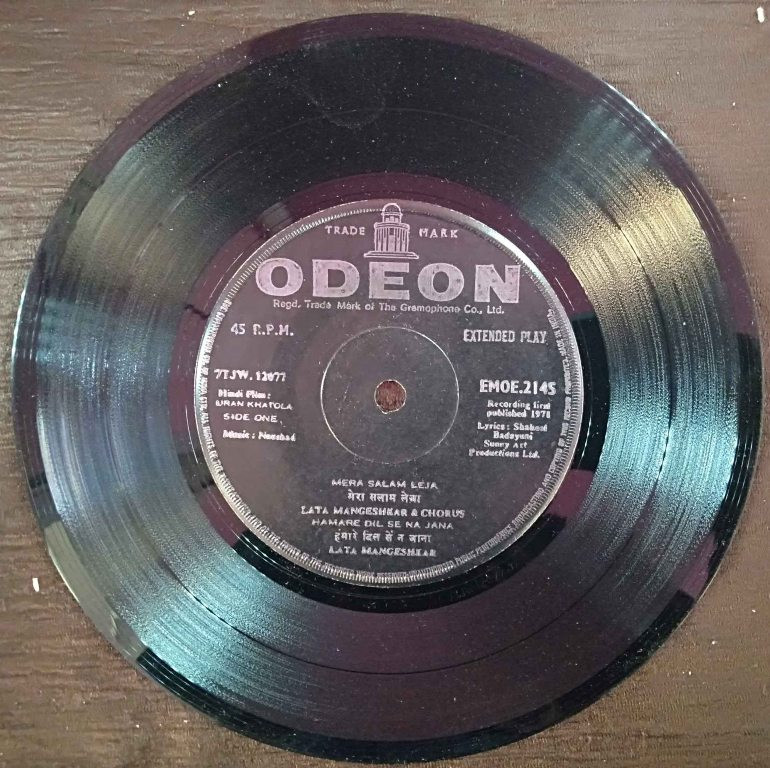 TRADE MARK
ODEON
Regd. Trade Mark of The Gramophone Co., Ltd.
45 R.P.M.
EXTENDED PLAY
7TJW.12077
Hindi Film:
URAN KHATOLA
SIDE ONE
Music: Naushad
EMOE.2145
Recording first
published 1970
Lyrics: Shakeel
Badayuni
Sunny Art
Productions Ltd.
MERA SALAM LEJA
मेरा सलाम लेजा
LATA MANGESHKAR & CHORUS
HAMARE DIL SE NA JANA
हमारे दिल सें न जाना
LATA MANGESHKAR